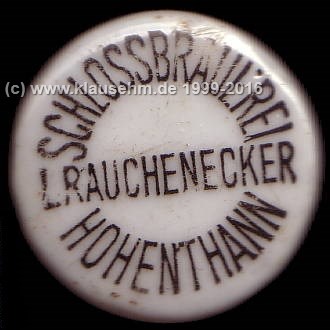 SCHLOSSBRAUEREI
L.RAUCHENECKER
HOHENTHANN
(c) www.klausehm.de 1999-2016